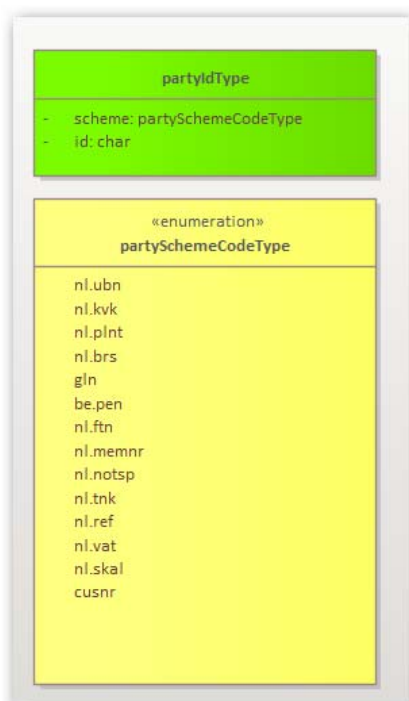 partyIdType
- scheme: partySchemeCodeType
- id: char
«enumeration»
partySchemeCodeType
nl.ubn
nl.kvk
nl.plnt
nl.brs
gln
be.pen
nl.ftn
nl.memnr
nl.notsp
nl.tnk
nl.ref
nl.vat
nl.skal
cusnr